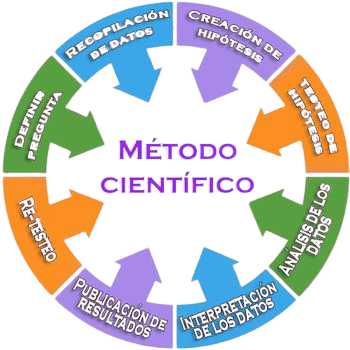 Método
científico
Definir
pregunta
Recopilación
de datos
Creación de
hipótesis
Testeo de
hipótesis
Análisis de los
datos
Interpretación
de los datos
Publicación de
resultados
Re-testeo